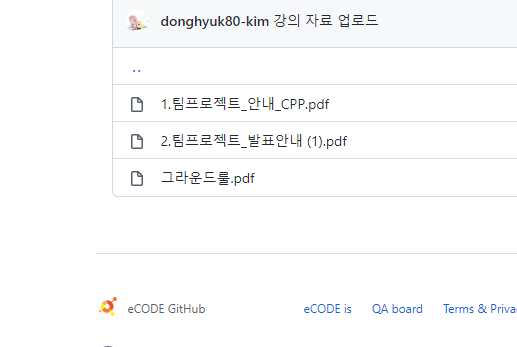 donghyuk80-kim 강의 자료 업로드
..
1.팀프로젝트_안내_CPP.pdf
2.팀프로젝트_발표안내 (1).pdf
그라운드룰.pdf
eCODE GitHub eCODE is QA board Terms &